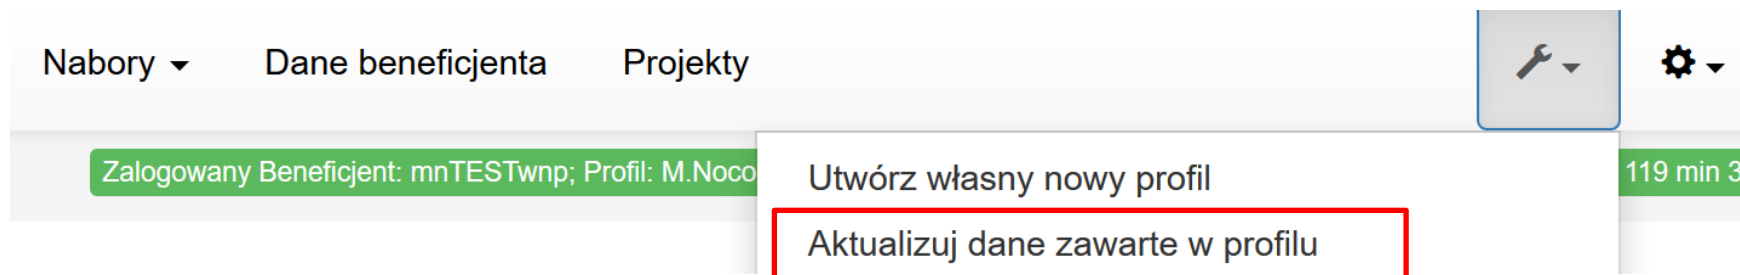 Nabory Dane beneficjenta Projekty
Zalogowany Beneficjent: mnTESTwnp; Profil: M.Noco 119 min 3
Utwórz własny nowy profil
Aktualizuj dane zawarte w profilu